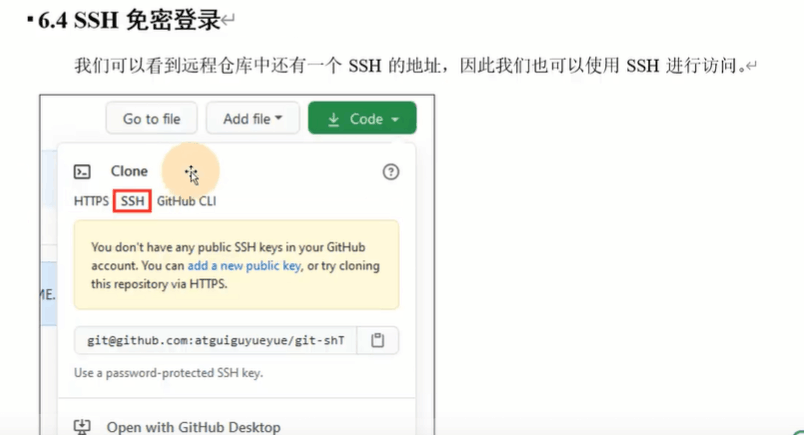 6.4 SSH 免密登录
我们可以看到远程仓库中还有一个 SSH 的地址，因此我们也可以使用 SSH 进行访问。
Go to file Add file Code
Clone
HTTPS SSH GitHub CLI
You don't have any public SSH keys in your GitHub
account. You can add a new public key, or try cloning
this repository via HTTPS.
ME.
git@github.com:atguiguyueyue/git-shT
Use a password-protected SSH key.
Open with GitHub Desktop